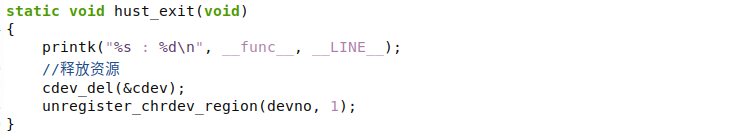 static void hust_exit(void)
{
    printk("%s : %d\n", __func__, __LINE__);
    //释放资源
    cdev_del(&cdev);
    unregister_chrdev_region(devno, 1);
}